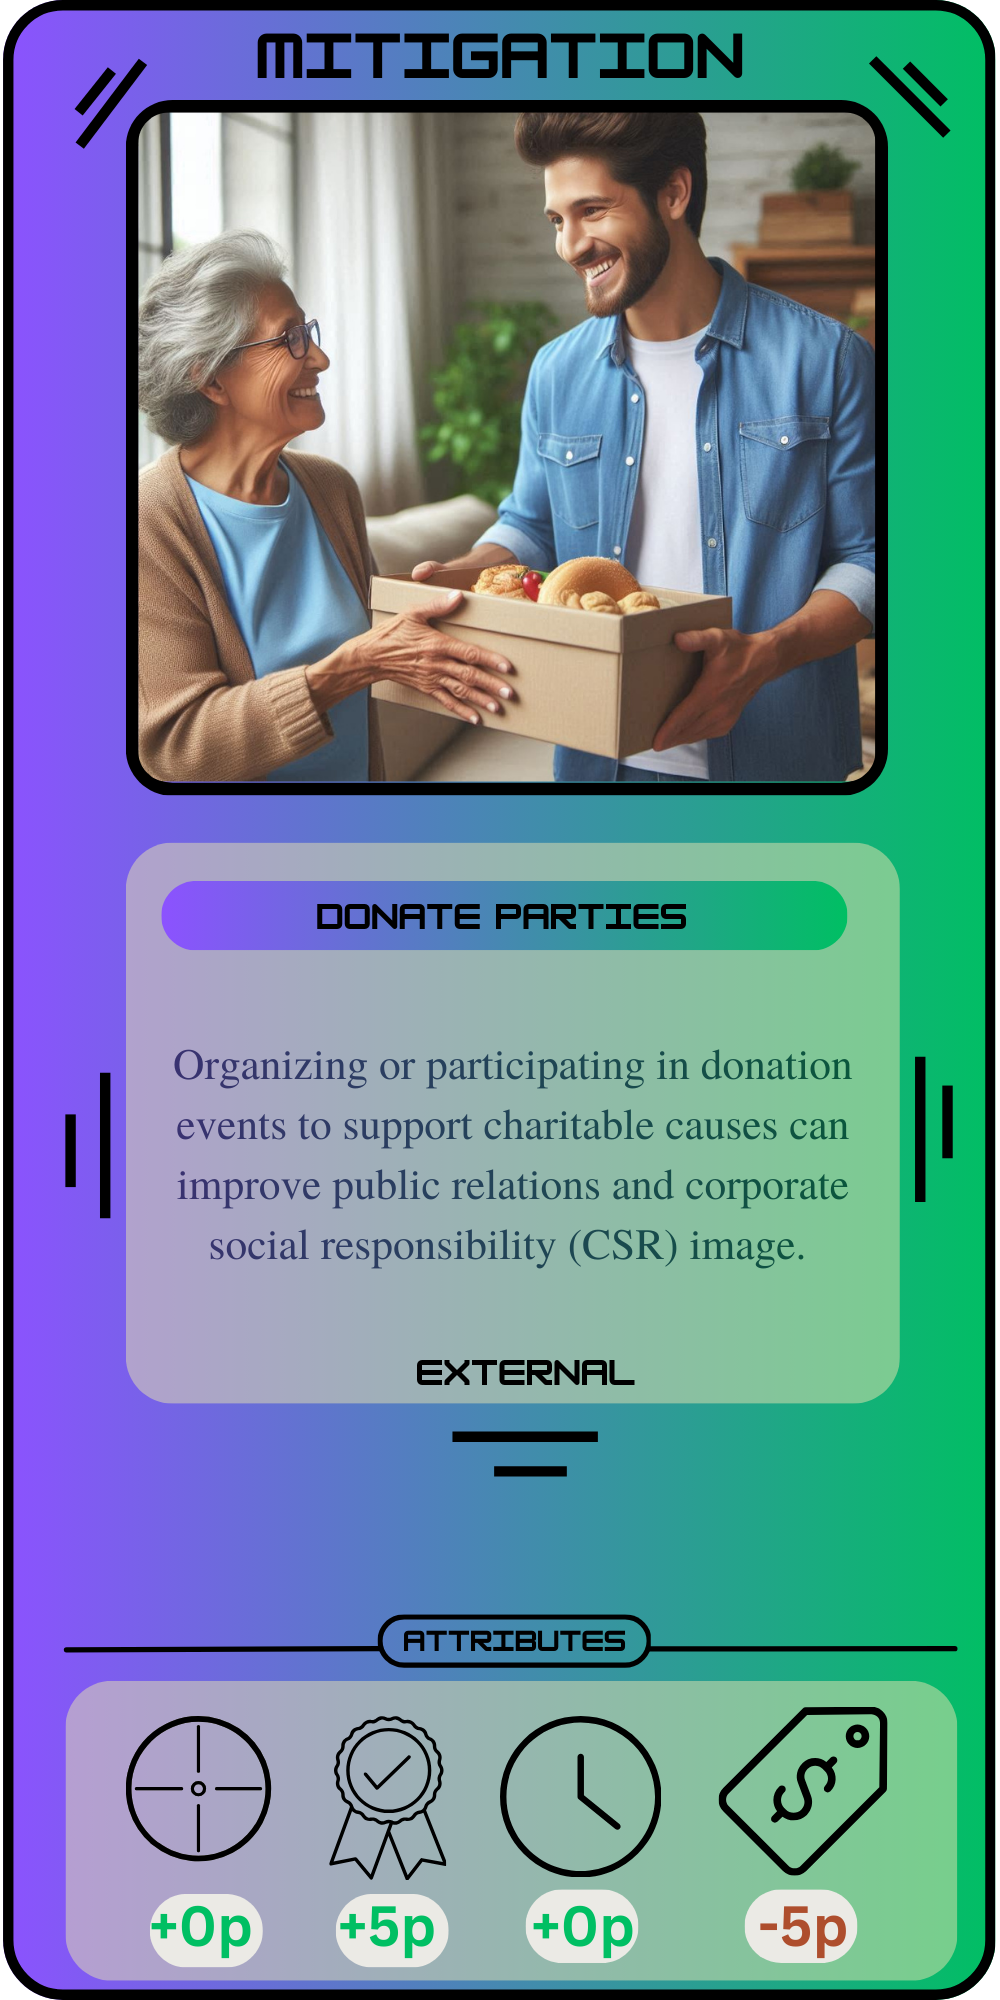 MITIGATION
DONATE PARTIES
Organizing or participating in donation
events to support charitable causes can
improve public relations and corporate
social responsibility (CSR) image.
EXTERNAL
ATTRIBUTES
+0p +5p +0p -5p